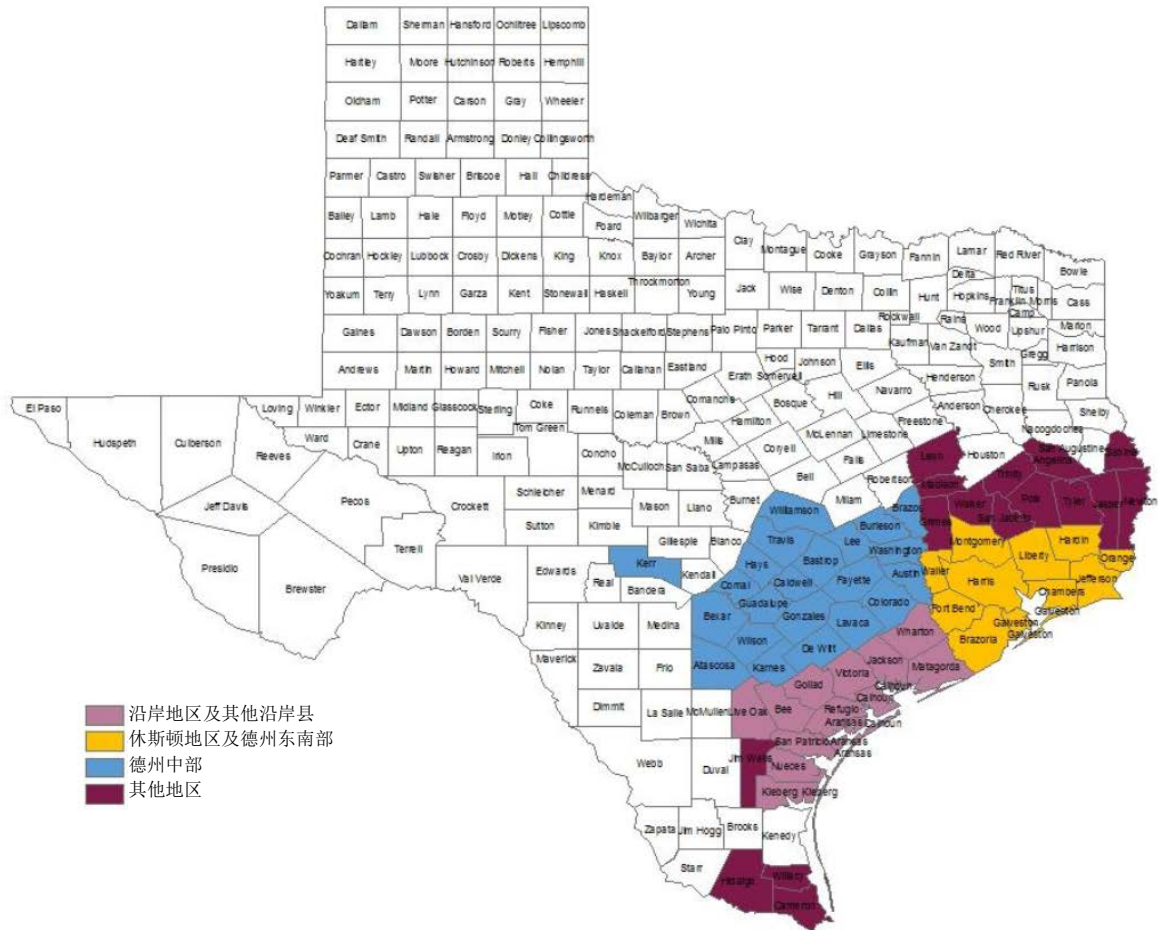 Dallam Sherman Hansford Ochiltree Lipscomb
Hartley Moore Hutchinson Roberts Hemphill
Oldham Potter Carson Gray Wheeler
Deaf Smith Randall Armstrong Donley Collingsworth
Parmer Castro Swisher Briscoe Hall Childress
Hardeman
Bailey Lamb Hale Floyd Motley Cottle Foard Wilbarger Wichita
Clay Montague Cooke Grayson Fannin Lamar Red River Bowie
Cochran Hockley Lubbock Crosby Dickens King Knox Baylor Archer
Delta Titus
Yoakum Terry Lynn Garza Kent Stonewall Haskell Throckmorton Young Jack Wise Denton Collin Hunt Hopkins Franklin Morris Cass
Rockwall Rains Camp
Gaines Dawson Borden Scurry Fisher Jones Shackelford Stephens Palo Pinto Parker Tarrant Dallas Kaufman Van Zandt Wood Upshur Marion
Gregg Harrison
Andrews Martin Howard Mitchell Nolan Taylor Callahan Eastland Erath Hood Somervell Johnson Ellis Henderson Smith Rusk Panola
El Paso Hudspeth Culberson Loving Winkler Ector Midland Glasscock Sterling Coke Runnels Coleman Brown Comanche Bosque Hill Navarro Anderson Cherokee Shelby
Tom Green Hamilton Freestone Nacogdoches
Reeves Ward Crane Upton Reagan Irion Concho McCulloch San Saba Mills Coryell McLennan Limestone Leon Houston San Augustine Sabine
Angelina
Lampasas Bell Falls Robertson Madison Trinity
Jeff Davis Pecos Crockett Schleicher Menard Mason Llano Burnet Milam Brazos Walker Polk Tyler Jasper Newton
Sutton Kimble Williamson Burleson Grimes San Jacinto
Gillespie Blanco Travis Lee Montgomery Hardin
Presidio Brewster Terrell Val Verde Edwards Kerr Kendall Hays Bastrop Washington Liberty Orange
Real Bandera Comal Caldwell Fayette Austin Waller Harris Jefferson
Chambers
Kinney Uvalde Medina Bexar Guadalupe Gonzales Colorado Fort Bend Galveston
Galveston
Galveston
Wilson Lavaca Wharton Brazoria
Maverick Zavala Frio Atascosa Karnes De Witt Jackson Matagorda
Goliad Victoria Calhoun
Calhoun
Dimmit La Salle McMullen Live Oak Bee Refugio Calhoun
Aransas
沿岸地区及其他沿岸县
休斯顿地区及德州东南部
德州中部
其他地区
San Patricio Aransas
Aransas
Webb Duval Jim Wells Nueces
Kleberg Kleberg
Zapata Jim Hogg Brooks Kenedy
Starr Hidalgo Willacy
Cameron